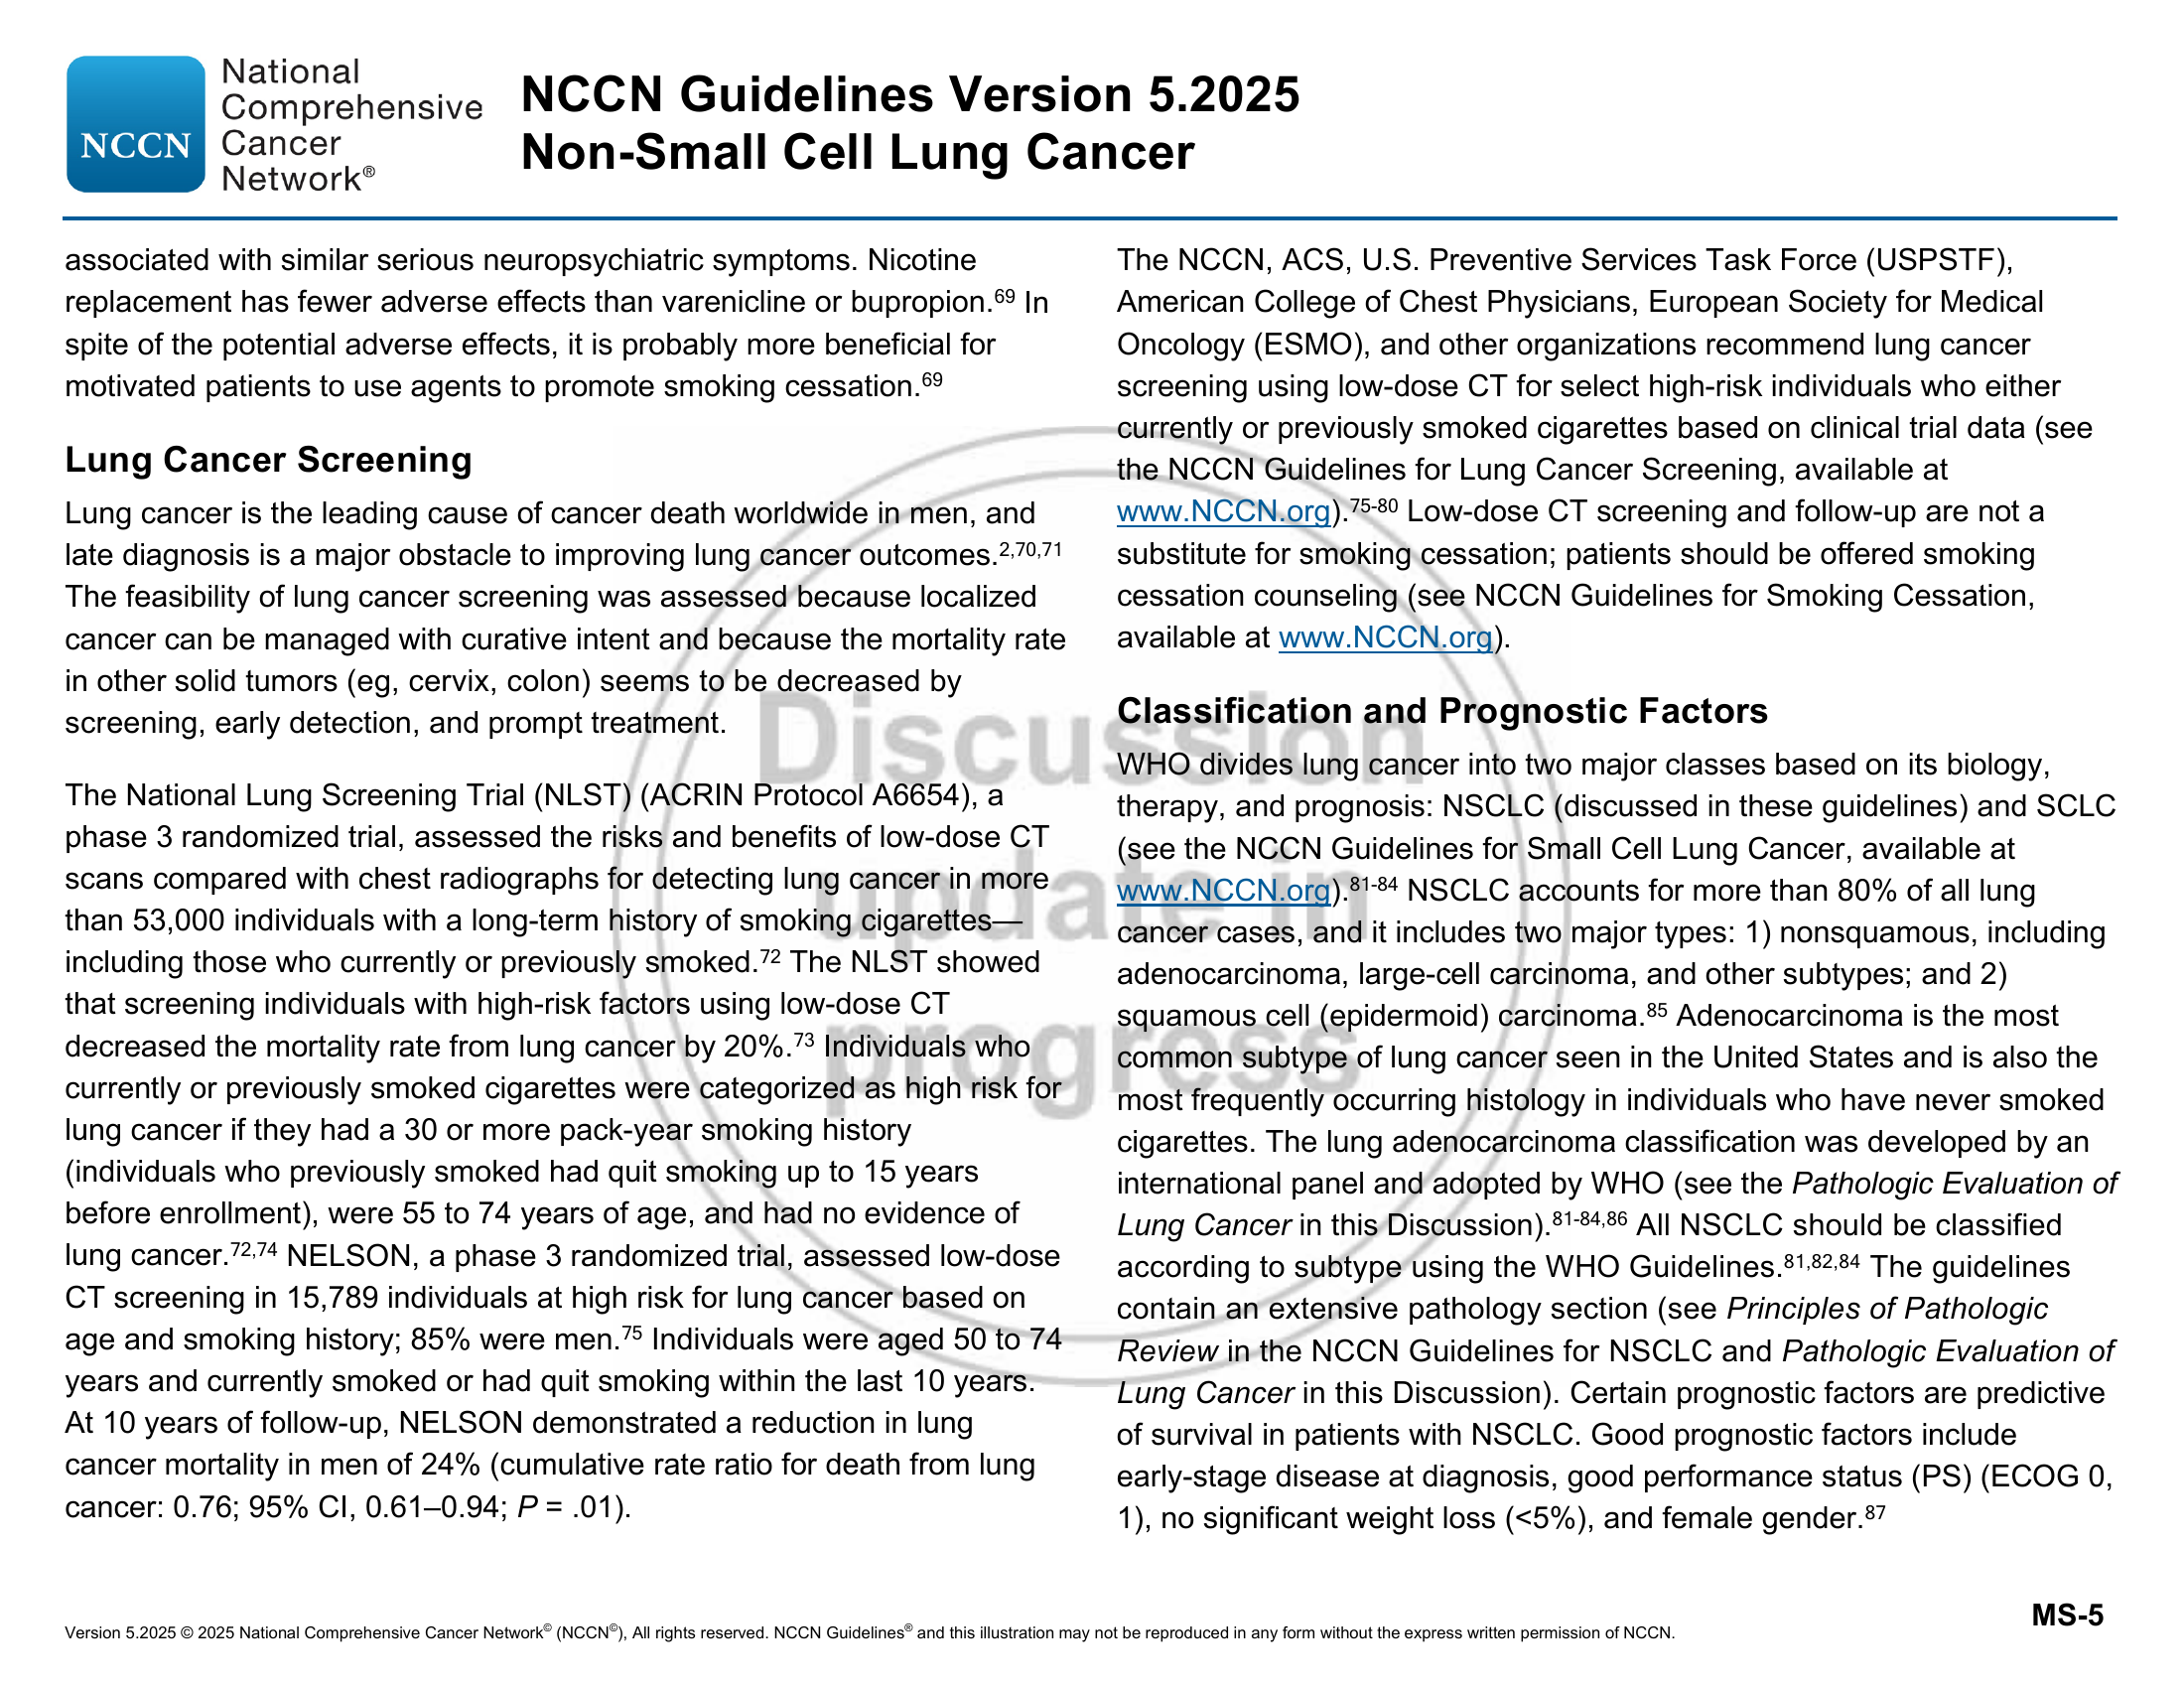 National
Comprehensive
NCCN Cancer
Network®
NCCN Guidelines Version 5.2025
Non-Small Cell Lung Cancer
associated with similar serious neuropsychiatric symptoms. Nicotine
replacement has fewer adverse effects than varenicline or bupropion.69 In
spite of the potential adverse effects, it is probably more beneficial for
motivated patients to use agents to promote smoking cessation.69
Lung Cancer Screening
Lung cancer is the leading cause of cancer death worldwide in men, and
late diagnosis is a major obstacle to improving lung cancer outcomes.2,70,71
The feasibility of lung cancer screening was assessed because localized
cancer can be managed with curative intent and because the mortality rate
in other solid tumors (eg, cervix, colon) seems to be decreased by
screening, early detection, and prompt treatment.
The National Lung Screening Trial (NLST) (ACRIN Protocol A6654), a
phase 3 randomized trial, assessed the risks and benefits of low-dose CT
scans compared with chest radiographs for detecting lung cancer in more
than 53,000 individuals with a long-term history of smoking cigarettes—
including those who currently or previously smoked.72 The NLST showed
that screening individuals with high-risk factors using low-dose CT
decreased the mortality rate from lung cancer by 20%.73 Individuals who
currently or previously smoked cigarettes were categorized as high risk for
lung cancer if they had a 30 or more pack-year smoking history
(individuals who previously smoked had quit smoking up to 15 years
before enrollment), were 55 to 74 years of age, and had no evidence of
lung cancer.72,74 NELSON, a phase 3 randomized trial, assessed low-dose
CT screening in 15,789 individuals at high risk for lung cancer based on
age and smoking history; 85% were men.75 Individuals were aged 50 to 74
years and currently smoked or had quit smoking within the last 10 years.
At 10 years of follow-up, NELSON demonstrated a reduction in lung
cancer mortality in men of 24% (cumulative rate ratio for death from lung
cancer: 0.76; 95% CI, 0.61–0.94; P = .01).
The NCCN, ACS, U.S. Preventive Services Task Force (USPSTF),
American College of Chest Physicians, European Society for Medical
Oncology (ESMO), and other organizations recommend lung cancer
screening using low-dose CT for select high-risk individuals who either
currently or previously smoked cigarettes based on clinical trial data (see
the NCCN Guidelines for Lung Cancer Screening, available at
www.NCCN.org).75-80 Low-dose CT screening and follow-up are not a
substitute for smoking cessation; patients should be offered smoking
cessation counseling (see NCCN Guidelines for Smoking Cessation,
available at www.NCCN.org).
Classification and Prognostic Factors
WHO divides lung cancer into two major classes based on its biology,
therapy, and prognosis: NSCLC (discussed in these guidelines) and SCLC
(see the NCCN Guidelines for Small Cell Lung Cancer, available at
www.NCCN.org).81-84 NSCLC accounts for more than 80% of all lung
cancer cases, and it includes two major types: 1) nonsquamous, including
adenocarcinoma, large-cell carcinoma, and other subtypes; and 2)
squamous cell (epidermoid) carcinoma.85 Adenocarcinoma is the most
common subtype of lung cancer seen in the United States and is also the
most frequently occurring histology in individuals who have never smoked
cigarettes. The lung adenocarcinoma classification was developed by an
international panel and adopted by WHO (see the Pathologic Evaluation of
Lung Cancer in this Discussion).81-84,86 All NSCLC should be classified
according to subtype using the WHO Guidelines.81,82,84 The guidelines
contain an extensive pathology section (see Principles of Pathologic
Review in the NCCN Guidelines for NSCLC and Pathologic Evaluation of
Lung Cancer in this Discussion). Certain prognostic factors are predictive
of survival in patients with NSCLC. Good prognostic factors include
early-stage disease at diagnosis, good performance status (PS) (ECOG 0,
1), no significant weight loss (<5%), and female gender.87
Discussion
update in
progress
MS-5
Version 5.2025 © 2025 National Comprehensive Cancer Network© (NCCN©), All rights reserved. NCCN Guidelines® and this illustration may not be reproduced in any form without the express written permission of NCCN.